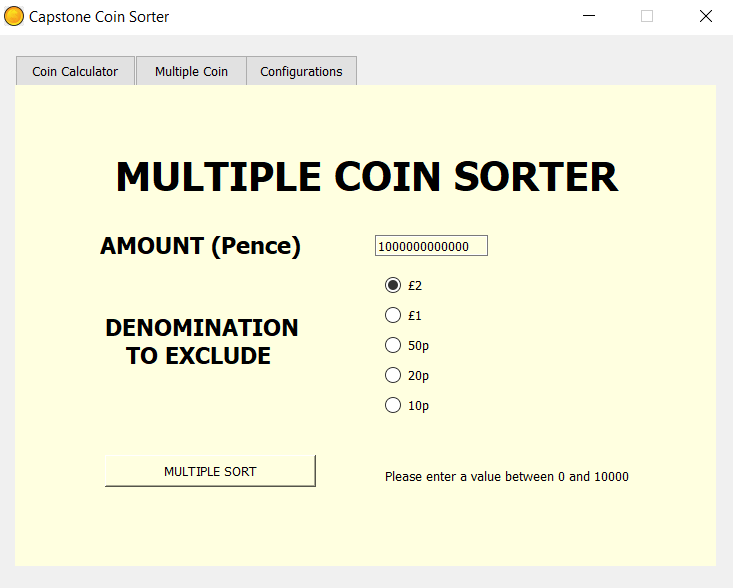 Capstone Coin Sorter
Coin Calculator
Multiple Coin
Configurations
MULTIPLE COIN SORTER
AMOUNT (Pence)
1000000000000
£2
£1
DENOMINATION
TO EXCLUDE
50p
20p
10p
MULTIPLE SORT
Please enter a value between 0 and 10000